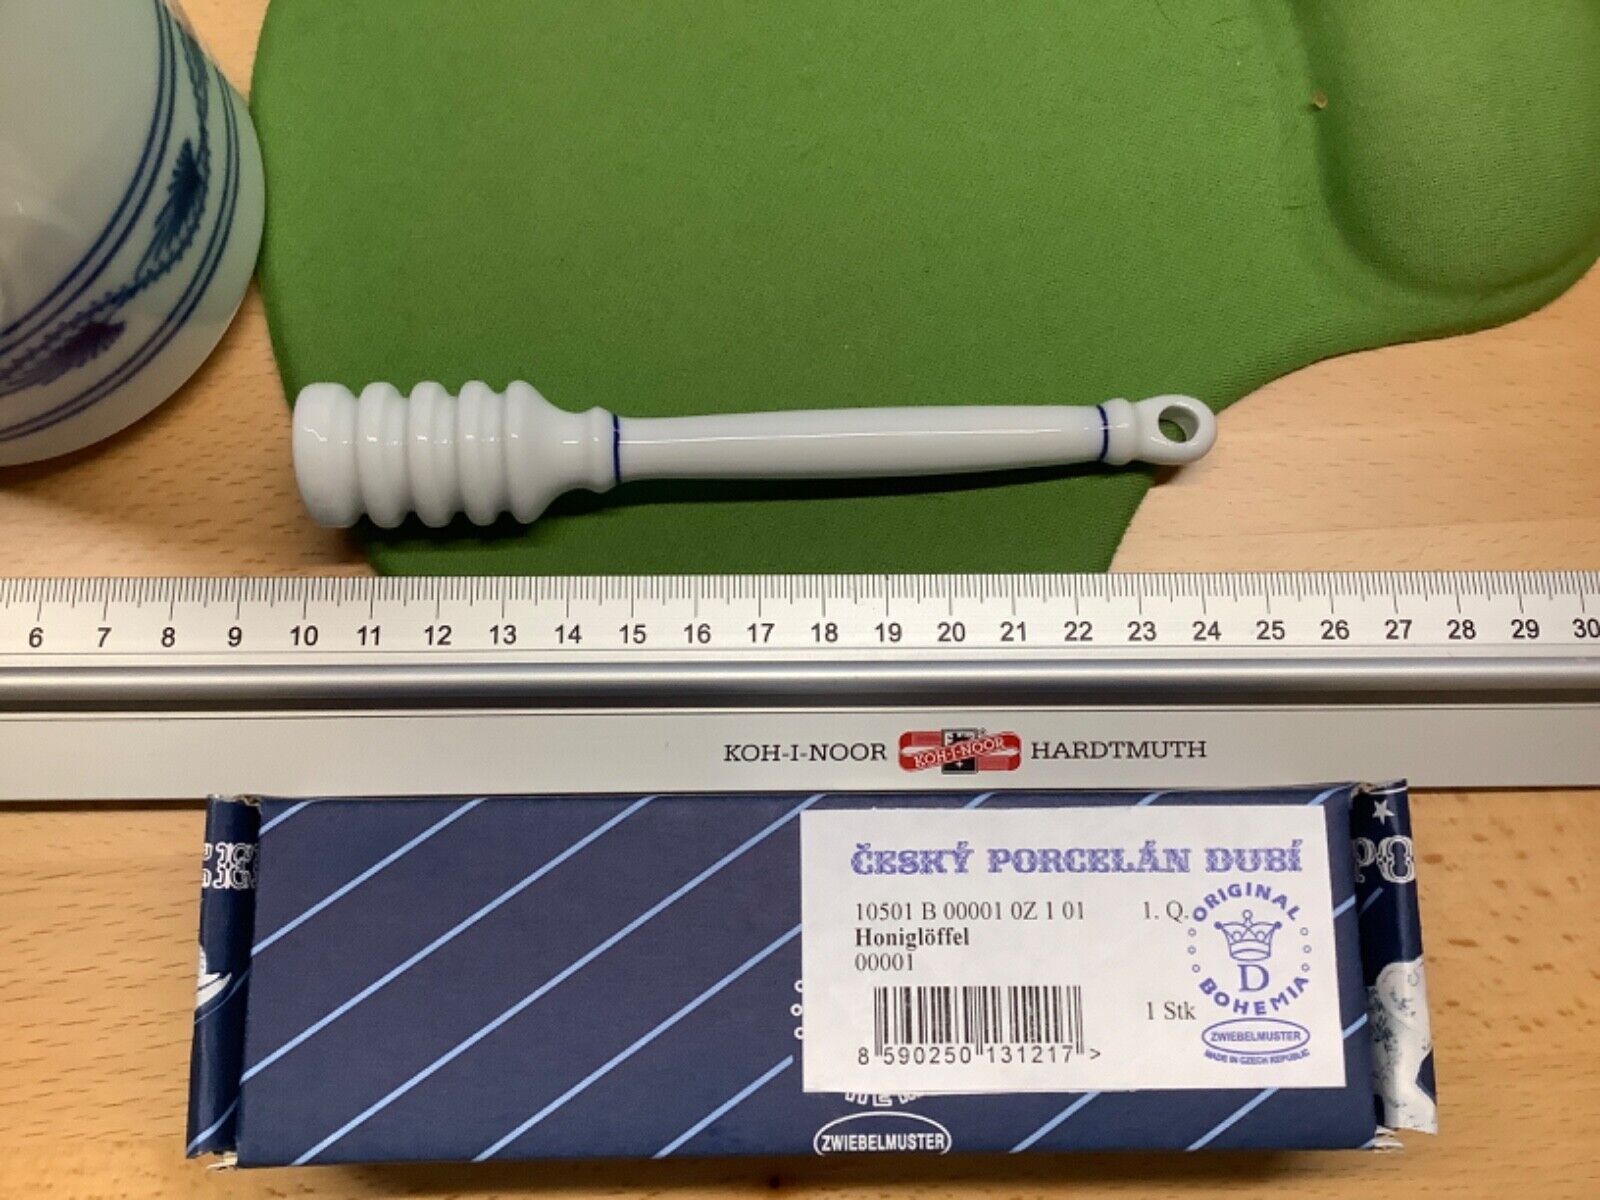 6 7 8 9 10 11 12 13 14 15 16 17 18 19 20 21 22 23 24 25 26 27 28 29 30
KOH-I-NOOR KOH-I-NOOR HARDTMUTH
ČESKÝ PORCELÁN DUBÍ
10501 B 00001 0Z 1 01 1. Q.
Honiglöffel
00001
ORIGINAL
D
BOHEMIA
1 Stk
ZWIEBELMUSTER
MADE IN CZECH REPUBLIC
8 590250 131217 >
ZWIEBELMUSTER